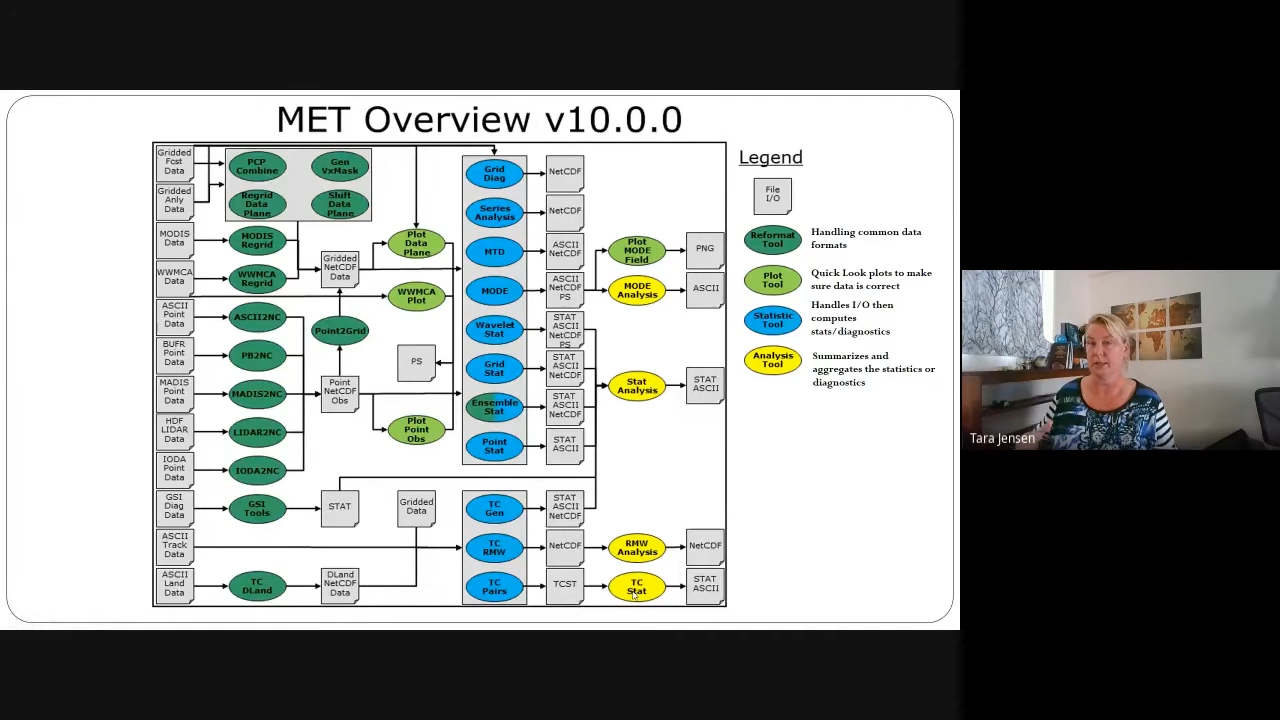 MET Overview v10.0.0
Gridded
Fcst
Data
Gridded
Anly
Data
MODIS
Data
WWMCA
Data
ASCII
Point
Data
BUFR
Point
Data
MADIS
Point
Data
HDF
LIDAR
Data
IODA
Point
Data
GSI
Diag
Data
ASCII
Track
Data
ASCII
Land
Data
PCP
Combine
Gen
VxMask
Regrid
Data
Plane
Shift
Data
Plane
MODIS
Regrid
WWMCA
Regrid
ASCII2NC
PB2NC
MADIS2NC
LIDAR2NC
IODA2NC
GSI
Tools
TC
DLand
Gridded
NetCDF
Data
Point2Grid
Point
NetCDF
Obs
STAT
DLand
NetCDF
Data
Plot
Data
Plane
WWMCA
Plot
PS
Plot
Point
Obs
Gridded
Data
Grid
Diag
Series
Analysis
MTD
MODE
Wavelet
Stat
Grid
Stat
Ensemble
Stat
Point
Stat
TC
Gen
TC
RMW
TC
Pairs
NetCDF
NetCDF
ASCII
NetCDF
ASCII
NetCDF
PS
STAT
ASCII
NetCDF
PS
STAT
ASCII
NetCDF
STAT
ASCII
NetCDF
STAT
ASCII
STAT
ASCII
NetCDF
NetCDF
TCST
Plot
MODE
Field
MODE
Analysis
Stat
Analysis
RMW
Analysis
TC
Stat
PNG
ASCII
STAT
ASCII
NetCDF
STAT
ASCII
Legend
File
I/O
Reformat
Tool
Handling common data
formats
Plot
Tool
Quick Look plots to make
sure data is correct
Statistic
Tool
Handles I/O then
computes
stats/diagnostics
Analysis
Tool
Summarizes and
aggregates the statistics or
diagnostics
Tara Jensen